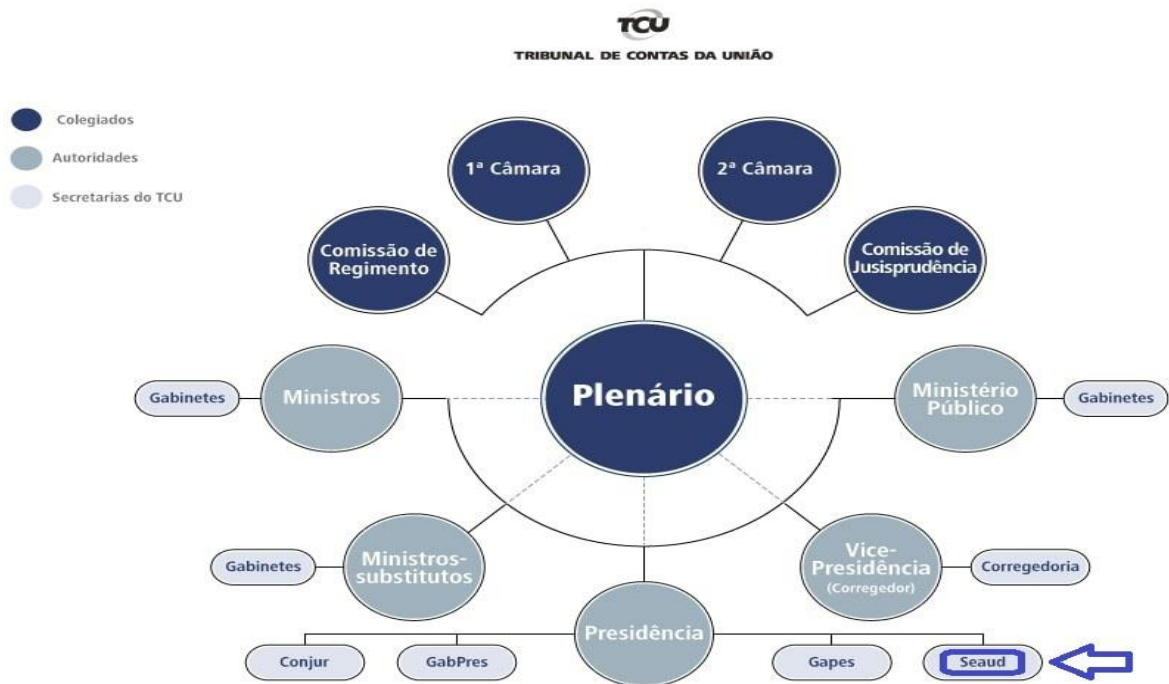 TCU
TRIBUNAL DE CONTAS DA UNIÃO
Colegiados
Autoridades
Secretarias do TCU
1ª Câmara
2ª Câmara
Comissão de
Regimento
Comissão de
Jusisprudência
Plenário
Gabinetes
Ministros
Ministério
Público
Gabinetes
Gabinetes
Ministros-
substitutos
Vice-
Presidência
(Corregedor)
Corregedoria
Presidência
Conjur
GabPres
Gapes
Seaud